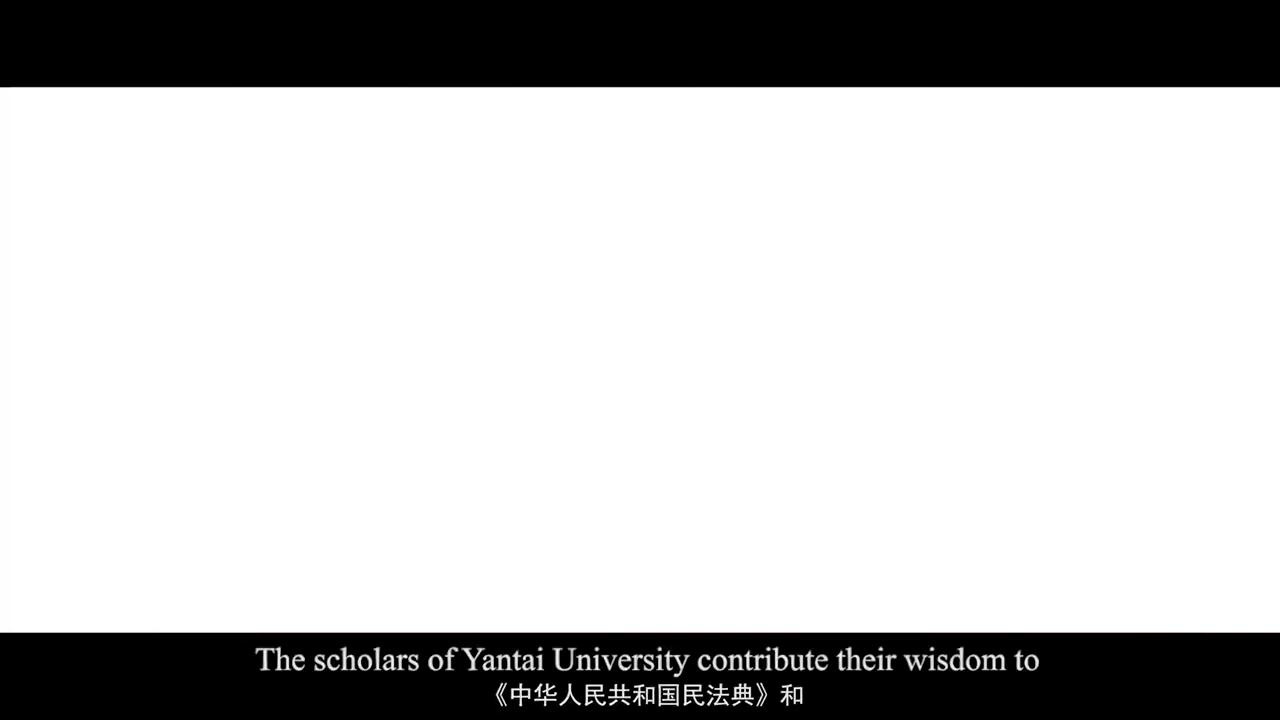 The scholars of Yantai University contribute their wisdom to
《中华人民共和国民法典》和